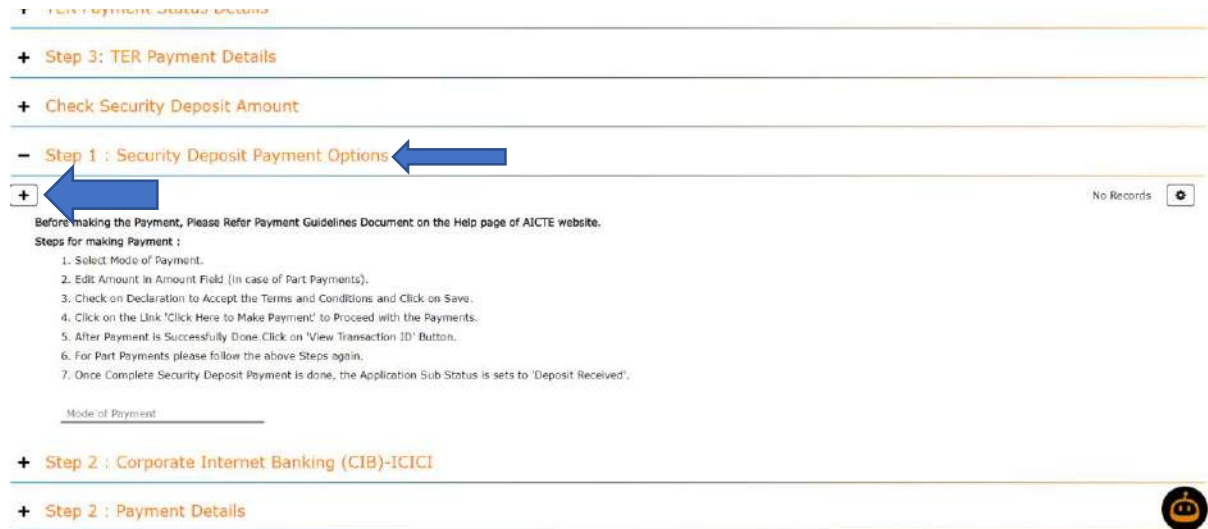 + TER Payment Status Details
+ Step 3: TER Payment Details
+ Check Security Deposit Amount
− Step 1 : Security Deposit Payment Options
+
No Records
Before making the Payment, Please Refer Payment Guidelines Document on the Help page of AICTE website.
Steps for making Payment :
1. Select Mode of Payment.
2. Edit Amount in Amount Field (in case of Part Payments).
3. Check on Declaration to Accept the Terms and Conditions and Click on Save.
4. Click on the Link 'Click Here to Make Payment' to Proceed with the Payments.
5. After Payment is Successfully Done.Click on 'View Transaction ID' Button.
6. For Part Payments please follow the above Steps again.
7. Once Complete Security Deposit Payment is done, the Application Sub Status is sets to 'Deposit Received'.
Mode of Payment
+ Step 2 : Corporate Internet Banking (CIB)-ICICI
+ Step 2 : Payment Details